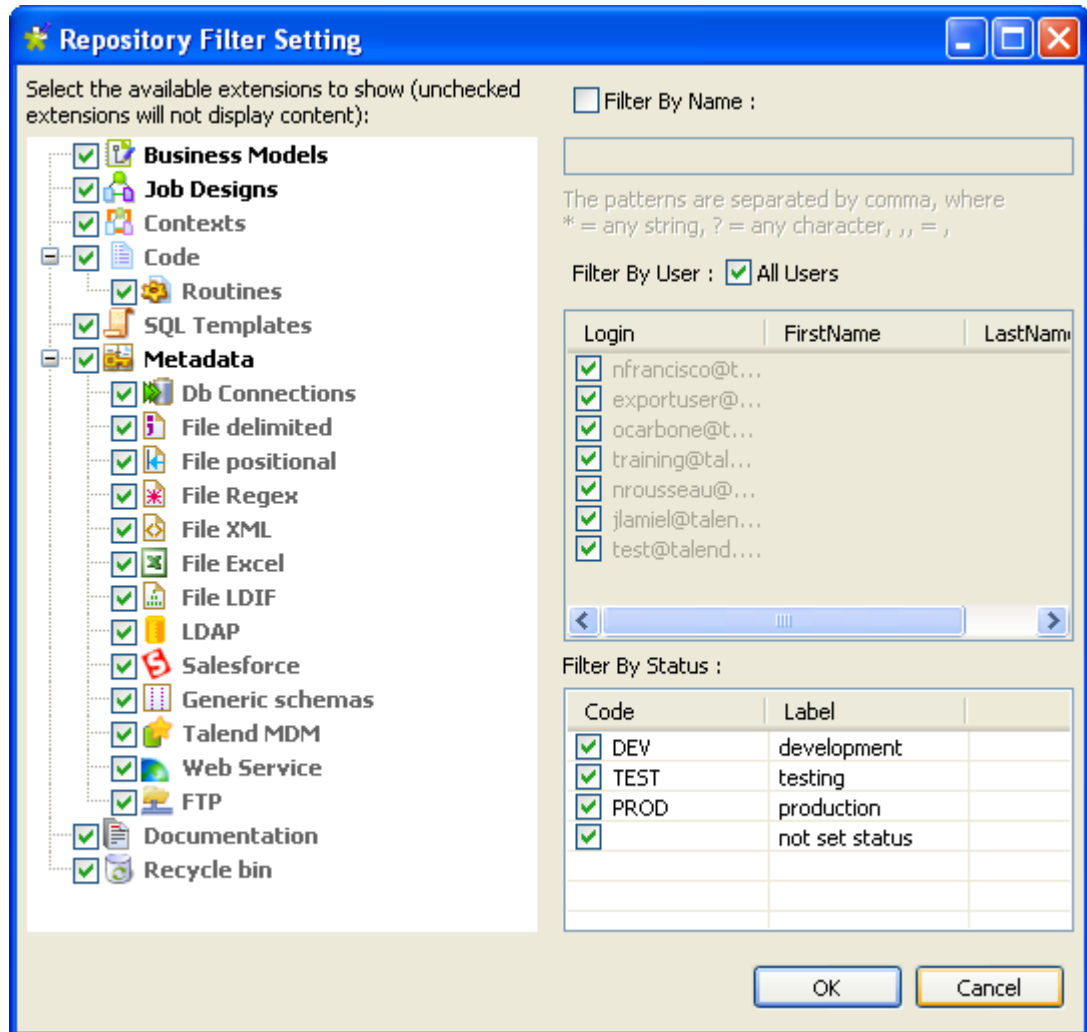 Repository Filter Setting
Select the available extensions to show (unchecked
extensions will not display content):
Business Models
Job Designs
Contexts
Code
Routines
SQL Templates
Metadata
Db Connections
File delimited
File positional
File Regex
File XML
File Excel
File LDIF
LDAP
Salesforce
Generic schemas
Talend MDM
Web Service
FTP
Documentation
Recycle bin
Filter By Name :
The patterns are separated by comma, where
* = any string, ? = any character, ,, = ,
Filter By User : All Users
Login FirstName LastNam
nfrancisco@t...
exportuser@...
ocarbone@t...
training@tal...
nrousseau@...
jlamiel@talen...
test@talend....
Filter By Status :
Code Label
DEV development
TEST testing
PROD production
not set status
OK Cancel